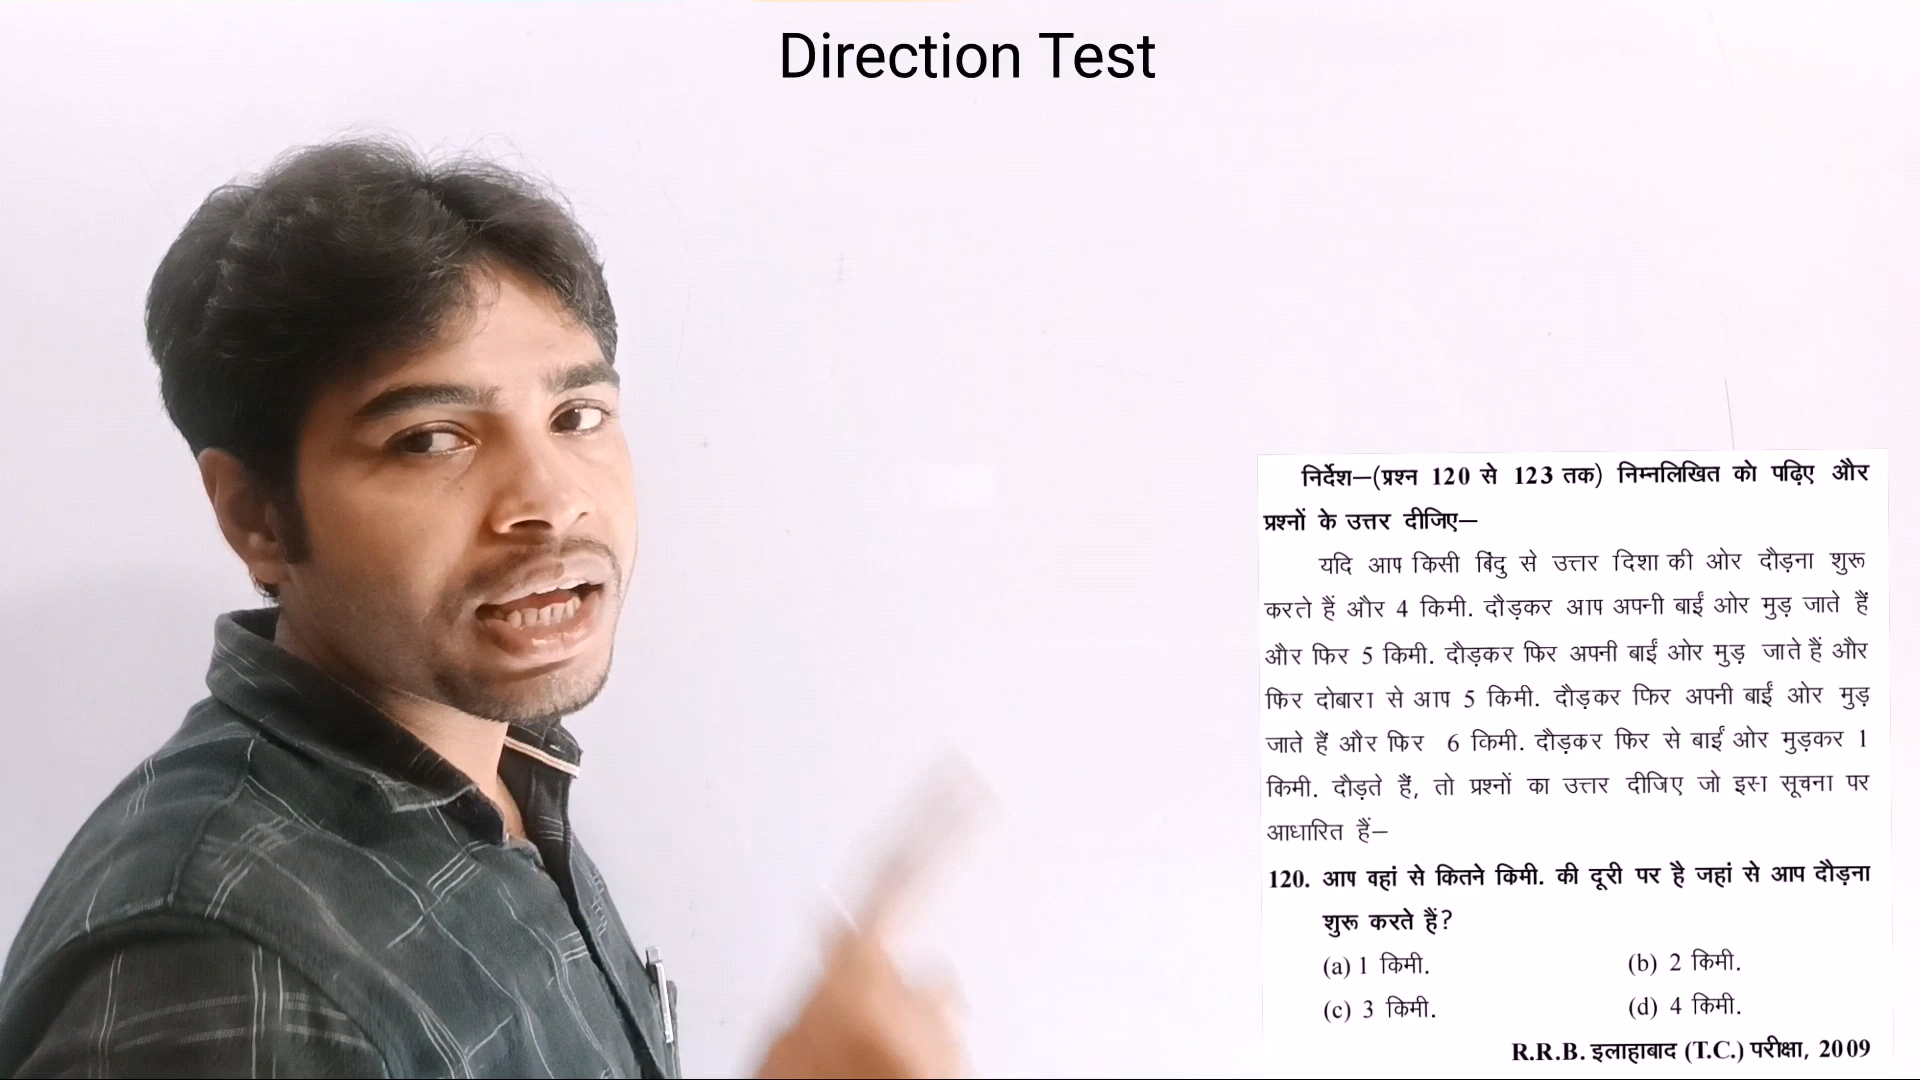 Direction Test
निर्देश—(प्रश्न 120 से 123 तक) निम्नलिखित को पढ़िए और
प्रश्नों के उत्तर दीजिए—
यदि आप किसी बिंदु से उत्तर दिशा की ओर दौड़ना शुरू
करते हैं और 4 किमी. दौड़कर आप अपनी बाईं ओर मुड़ जाते हैं
और फिर 5 किमी. दौड़कर फिर अपनी बाईं ओर मुड़ जाते हैं और
फिर दोबारा से आप 5 किमी. दौड़कर फिर अपनी बाईं ओर मुड़
जाते हैं और फिर 6 किमी. दौड़कर फिर से बाईं ओर मुड़कर 1
किमी. दौड़ते हैं, तो प्रश्नों का उत्तर दीजिए जो इस सूचना पर
आधारित हैं—
120. आप वहां से कितने किमी. की दूरी पर है जहां से आप दौड़ना
शुरू करते हैं?
(a) 1 किमी. (b) 2 किमी.
(c) 3 किमी. (d) 4 किमी.
R.R.B. इलाहाबाद (T.C.) परीक्षा, 2009